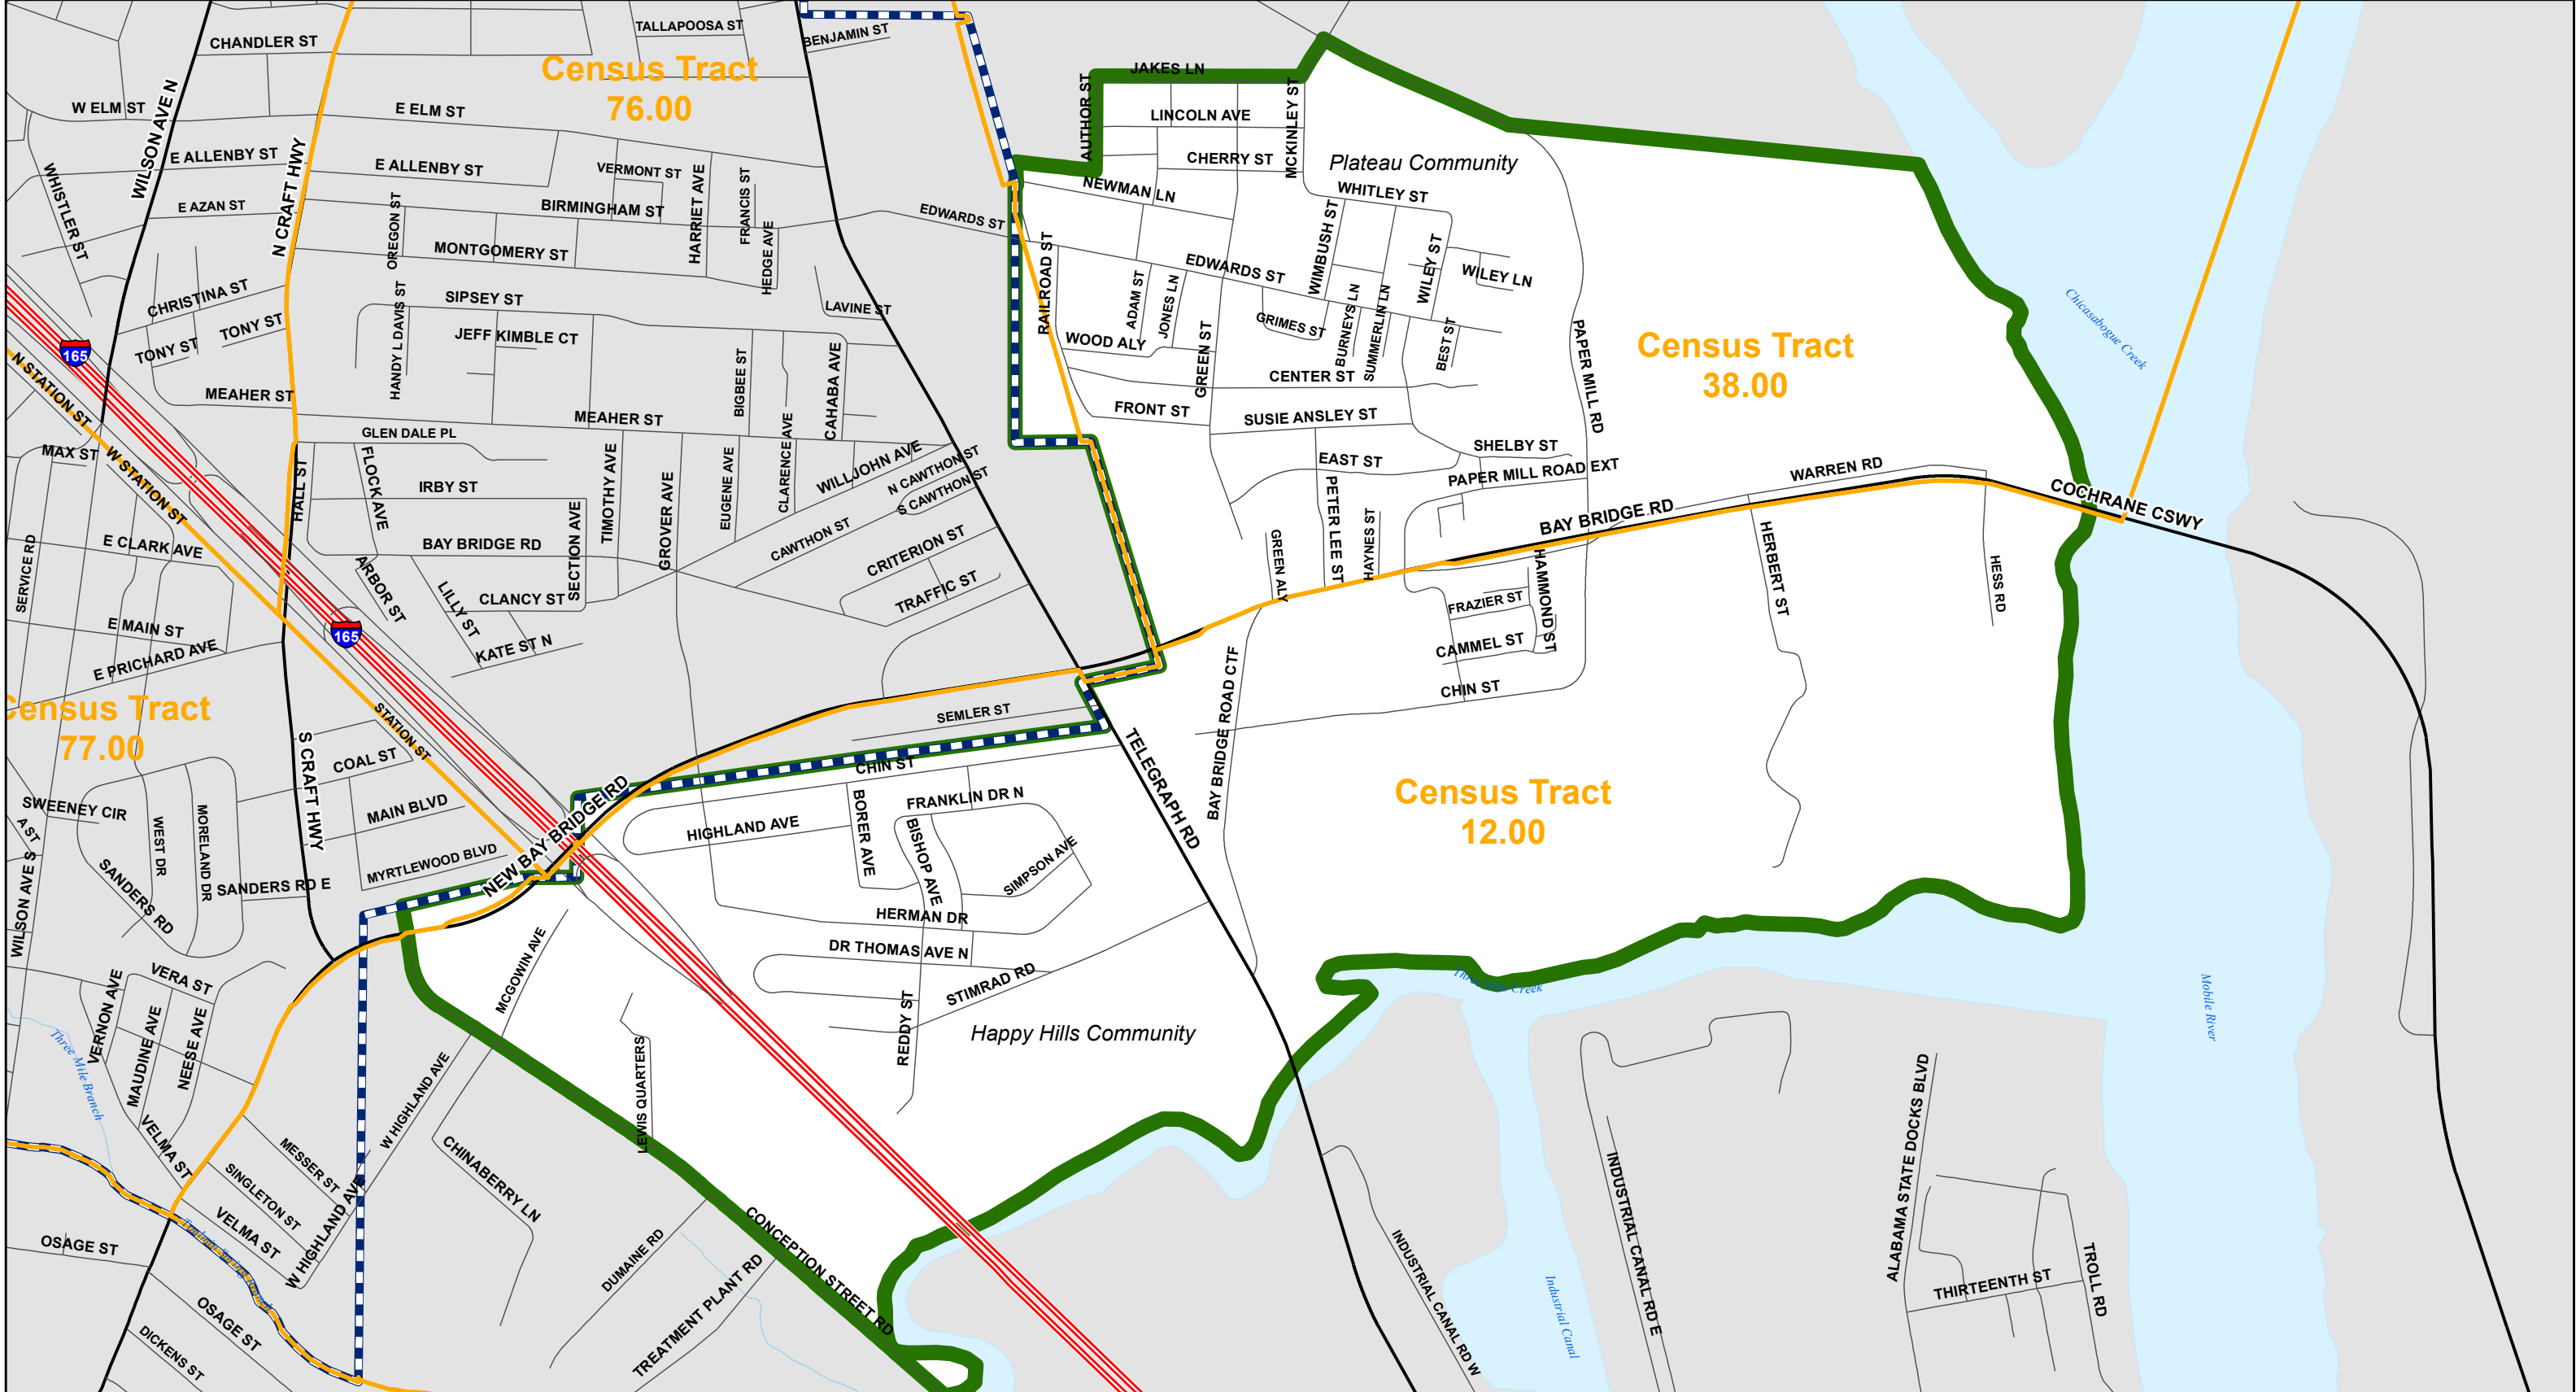 TALLAPOOSA ST
BENJAMIN ST
CHANDLER ST
Census Tract
76.00
JAKES LN
W ELM ST
E ELM ST
WILSON AVE N
N CRAFT HWY
AUTHOR ST
LINCOLN AVE
MCKINLEY ST
CHERRY ST
Plateau Community
E ALLENBY ST
E ALLENBY ST
VERMONT ST
WHISTLER ST
NEWMAN LN
WHITLEY ST
E AZAN ST
OREGON ST
BIRMINGHAM ST
HARRIET AVE
FRANCIS ST
HEDGE AVE
EDWARDS ST
MONTGOMERY ST
EDWARDS ST
WIMBUSH ST
WILEY ST
WILEY LN
RAILROAD ST
ADAM ST
JONES LN
CHRISTINA ST
SIPSEY ST
LAVINE ST
GRIMES ST
BURNEYS LN
SUMMERLIN LN
BEST ST
Chicasabogue Creek
TONY ST
TONY ST
HANDY L DAVIS ST
JEFF KIMBLE CT
WOOD ALY
GREEN ST
PAPER MILL RD
Census Tract
38.00
165
N STATION ST
MEAHER ST
BIGBEE ST
CAHABA AVE
CENTER ST
FRONT ST
SUSIE ANSLEY ST
MEAHER ST
CLARENCE AVE
GLEN DALE PL
MAX ST
W STATION ST
HALL ST
FLOCK AVE
IRBY ST
TIMOTHY AVE
GROVER AVE
EUGENE AVE
WILLJOHN AVE
N CAWTHON ST
S CAWTHON ST
SHELBY ST
EAST ST
PAPER MILL ROAD EXT
WARREN RD
COCHRANE CSWY
PETER LEE ST
HAYNES ST
BAY BRIDGE RD
SECTION AVE
CAWTHON ST
CRITERION ST
E CLARK AVE
BAY BRIDGE RD
SERVICE RD
ARBOR ST
LILLY ST
CLANCY ST
TRAFFIC ST
GREEN ALY
HAMMOND ST
HERBERT ST
HESS RD
FRAZIER ST
CAMMEL ST
E MAIN ST
165
KATE ST N
E PRICHARD AVE
BAY BRIDGE ROAD CTF
CHIN ST
Census Tract
77.00
STATION ST
SEMLER ST
S CRAFT HWY
COAL ST
TELEGRAPH RD
CHIN ST
NEW BAY BRIDGE RD
SWEENEY CIR
A ST
WEST DR
MORELAND DR
MAIN BLVD
HIGHLAND AVE
BORER AVE
FRANKLIN DR N
BISHOP AVE
SIMPSON AVE
Census Tract
12.00
MYRTLEWOOD BLVD
SANDERS RD
SANDERS RD E
WILSON AVE S
HERMAN DR
DR THOMAS AVE N
MCGOWIN AVE
STIMRAD RD
REDDY ST
Three Mile Creek
Mobile River
VERA ST
VERNON AVE
MAUDINE AVE
NEESE AVE
Three Mile Branch
Happy Hills Community
W HIGHLAND AVE
LEWIS QUARTERS
VELMA ST
MESSER ST
SINGLETON ST
CHINABERRY LN
ALABAMA STATE DOCKS BLVD
INDUSTRIAL CANAL RD E
W HIGHLAND AVE
VELMA ST
OSAGE ST
CONCEPTION STREET RD
DUMAINE RD
TREATMENT PLANT RD
INDUSTRIAL CANAL RD W
Industrial Canal
THIRTEENTH ST
TROLL RD
OSAGE ST
DICKENS ST